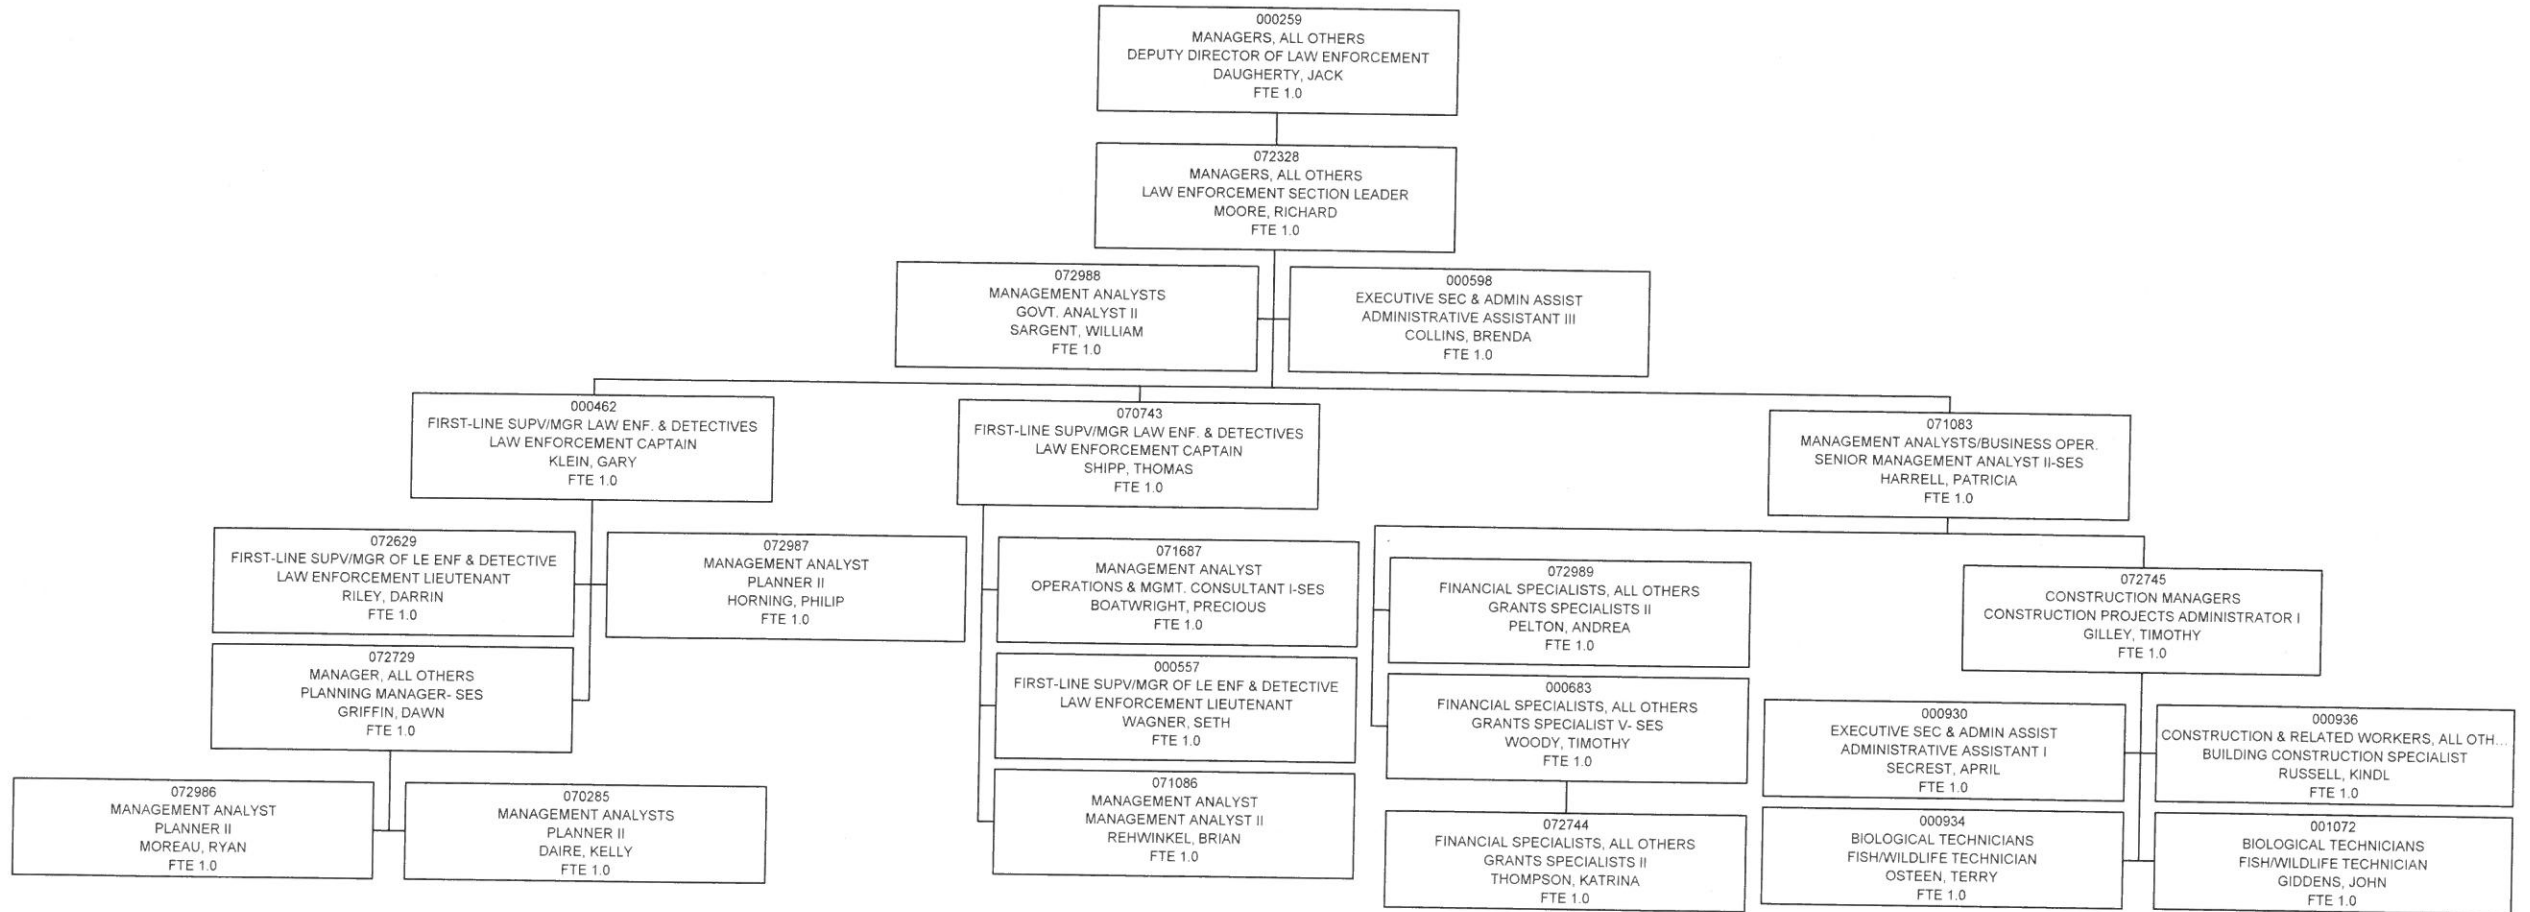 000259
MANAGERS, ALL OTHERS
DEPUTY DIRECTOR OF LAW ENFORCEMENT
DAUGHERTY, JACK
FTE 1.0
072328
MANAGERS, ALL OTHERS
LAW ENFORCEMENT SECTION LEADER
MOORE, RICHARD
FTE 1.0
072988
MANAGEMENT ANALYSTS
GOVT. ANALYST II
SARGENT, WILLIAM
FTE 1.0
000598
EXECUTIVE SEC & ADMIN ASSIST
ADMINISTRATIVE ASSISTANT III
COLLINS, BRENDA
FTE 1.0
000462
FIRST-LINE SUPV/MGR LAW ENF. & DETECTIVES
LAW ENFORCEMENT CAPTAIN
KLEIN, GARY
FTE 1.0
070743
FIRST-LINE SUPV/MGR LAW ENF. & DETECTIVES
LAW ENFORCEMENT CAPTAIN
SHIPP, THOMAS
FTE 1.0
071083
MANAGEMENT ANALYSTS/BUSINESS OPER.
SENIOR MANAGEMENT ANALYST II-SES
HARRELL, PATRICIA
FTE 1.0
072629
FIRST-LINE SUPV/MGR OF LE ENF & DETECTIVE
LAW ENFORCEMENT LIEUTENANT
RILEY, DARRIN
FTE 1.0
072987
MANAGEMENT ANALYST
PLANNER II
HORNING, PHILIP
FTE 1.0
072729
MANAGER, ALL OTHERS
PLANNING MANAGER- SES
GRIFFIN, DAWN
FTE 1.0
072986
MANAGEMENT ANALYST
PLANNER II
MOREAU, RYAN
FTE 1.0
070285
MANAGEMENT ANALYSTS
PLANNER II
DAIRE, KELLY
FTE 1.0
071687
MANAGEMENT ANALYST
OPERATIONS & MGMT. CONSULTANT I-SES
BOATWRIGHT, PRECIOUS
FTE 1.0
000557
FIRST-LINE SUPV/MGR OF LE ENF & DETECTIVE
LAW ENFORCEMENT LIEUTENANT
WAGNER, SETH
FTE 1.0
071086
MANAGEMENT ANALYST
MANAGEMENT ANALYST II
REHWINKEL, BRIAN
FTE 1.0
072989
FINANCIAL SPECIALISTS, ALL OTHERS
GRANTS SPECIALISTS II
PELTON, ANDREA
FTE 1.0
000683
FINANCIAL SPECIALISTS, ALL OTHERS
GRANTS SPECIALIST V- SES
WOODY, TIMOTHY
FTE 1.0
072744
FINANCIAL SPECIALISTS, ALL OTHERS
GRANTS SPECIALISTS II
THOMPSON, KATRINA
FTE 1.0
072745
CONSTRUCTION MANAGERS
CONSTRUCTION PROJECTS ADMINISTRATOR I
GILLEY, TIMOTHY
FTE 1.0
000930
EXECUTIVE SEC & ADMIN ASSIST
ADMINISTRATIVE ASSISTANT I
SECREST, APRIL
FTE 1.0
000936
CONSTRUCTION & RELATED WORKERS, ALL OTH...
BUILDING CONSTRUCTION SPECIALIST
RUSSELL, KINDL
FTE 1.0
000934
BIOLOGICAL TECHNICIANS
FISH/WILDLIFE TECHNICIAN
OSTEEN, TERRY
FTE 1.0
001072
BIOLOGICAL TECHNICIANS
FISH/WILDLIFE TECHNICIAN
GIDDENS, JOHN
FTE 1.0